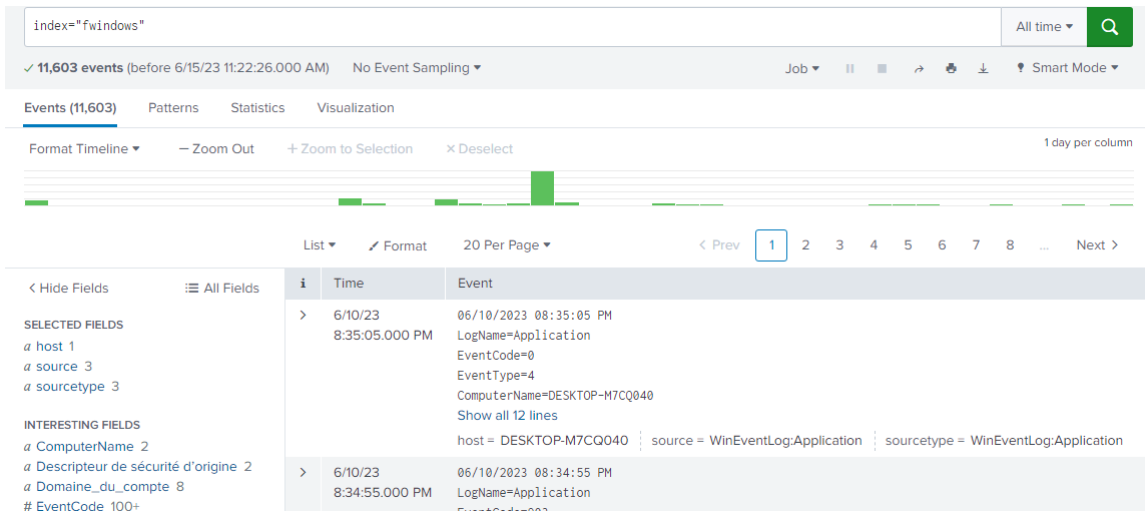 index="fwindows"
All time
11,603 events (before 6/15/23 11:22:26.000 AM) No Event Sampling
Job Smart Mode
Events (11,603) Patterns Statistics Visualization
Format Timeline — Zoom Out + Zoom to Selection × Deselect
1 day per column
List Format 20 Per Page < Prev 1 2 3 4 5 6 7 8 ... Next >
< Hide Fields All Fields
i Time Event
SELECTED FIELDS
a host 1
a source 3
a sourcetype 3
INTERESTING FIELDS
a ComputerName 2
a Descripteur de sécurité d'origine 2
a Domaine_du_compte 8
# EventCode 100+
> 6/10/23
8:35:05.000 PM
06/10/2023 08:35:05 PM
LogName=Application
EventCode=0
EventType=4
ComputerName=DESKTOP-M7CQ040
Show all 12 lines
host = DESKTOP-M7CQ040 source = WinEventLog:Application sourcetype = WinEventLog:Application
> 6/10/23
8:34:55.000 PM
06/10/2023 08:34:55 PM
LogName=Application